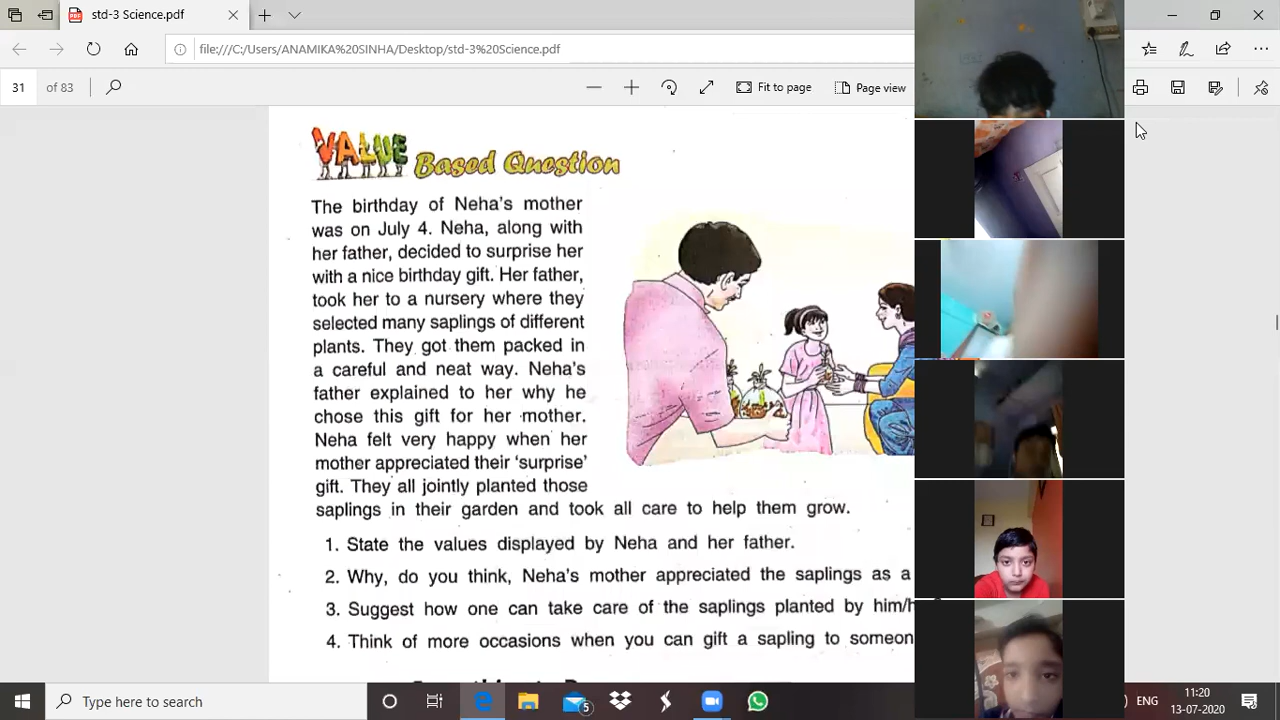 std-3 Science.pdf
file:///C:/Users/ANAMIKA%20SINHA/Desktop/std-3%20Science.pdf
31 of 83
Fit to page
Page view
VALUE Based Question
The birthday of Neha's mother
was on July 4. Neha, along with
her father, decided to surprise her
with a nice birthday gift. Her father,
took her to a nursery where they
selected many saplings of different
plants. They got them packed in
a careful and neat way. Neha's
father explained to her why he
chose this gift for her mother.
Neha felt very happy when her
mother appreciated their 'surprise'
gift. They all jointly planted those
saplings in their garden and took all care to help them grow.
1. State the values displayed by Neha and her father.
2. Why, do you think, Neha's mother appreciated the saplings as a
3. Suggest how one can take care of the saplings planted by him/h
4. Think of more occasions when you can gift a sapling to someon
Type here to search
5
ENG
11:20
13-07-2020